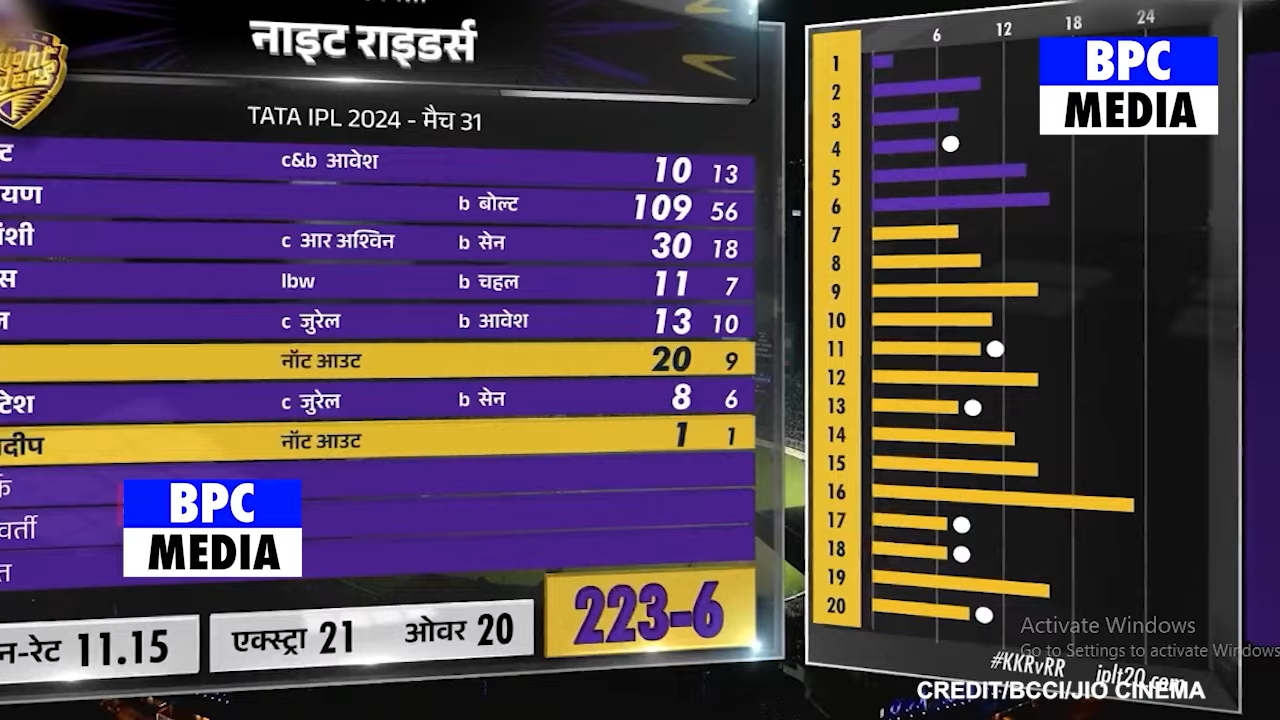 नाइट राइडर्स
TATA IPL 2024 - मैच 31
c&b आवेश 10 13
b बोल्ट 109 56
c आर अश्विन b सेन 30 18
lbw b चहल 11 7
c जुरेल b आवेश 13 10
नॉट आउट 20 9
c जुरेल b सेन 8 6
नॉट आउट 1 1
BPC
MEDIA
11.15
एक्स्ट्रा 21 ओवर 20
223-6
6 12 18 24
1
2
3
4
5
6
7
8
9
10
11
12
13
14
15
16
17
18
19
20
BPC
MEDIA
Activate Windows
Go to Settings to activate Windows
#KKRvRR iplt20.com
CREDIT/BCCI/JIO CINEMA